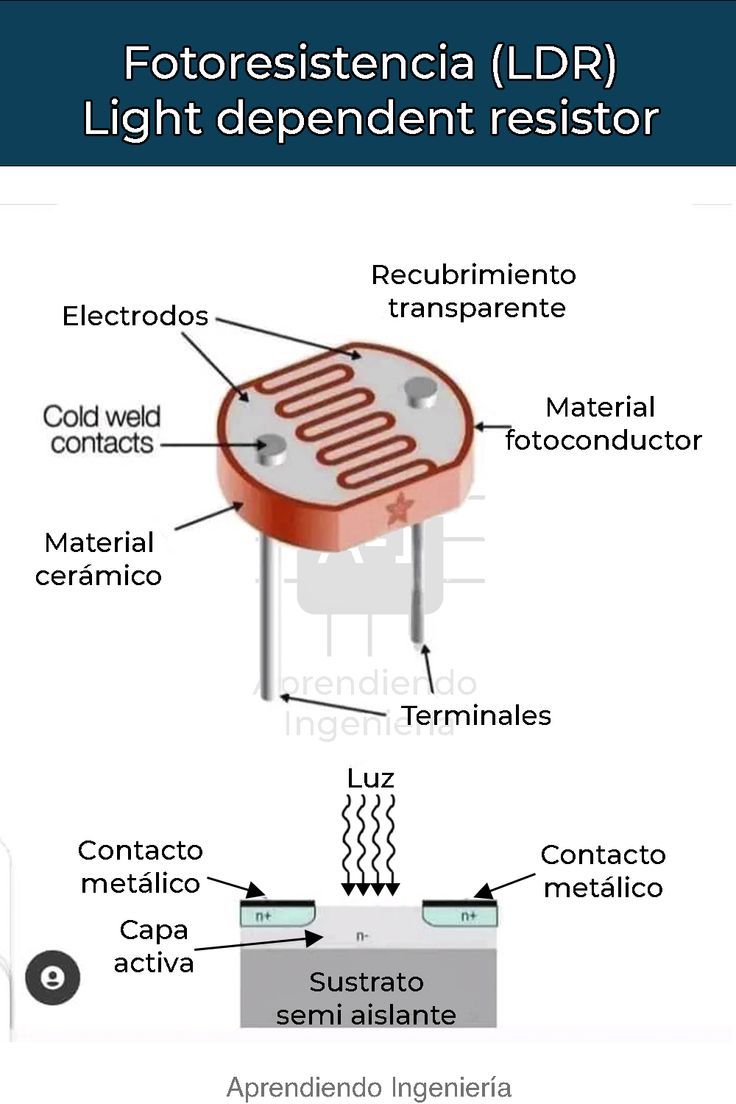 Fotoresistencia (LDR)
Light dependent resistor
Recubrimiento
transparente
Electrodos
Cold weld
contacts
Material
fotoconductor
Material
cerámico
A-I
Aprendiendo
Ingeniería
Terminales
Luz
Contacto
metálico
Contacto
metálico
n+
n+
Capa
activa
n-
Sustrato
semi aislante
Aprendiendo Ingeniería